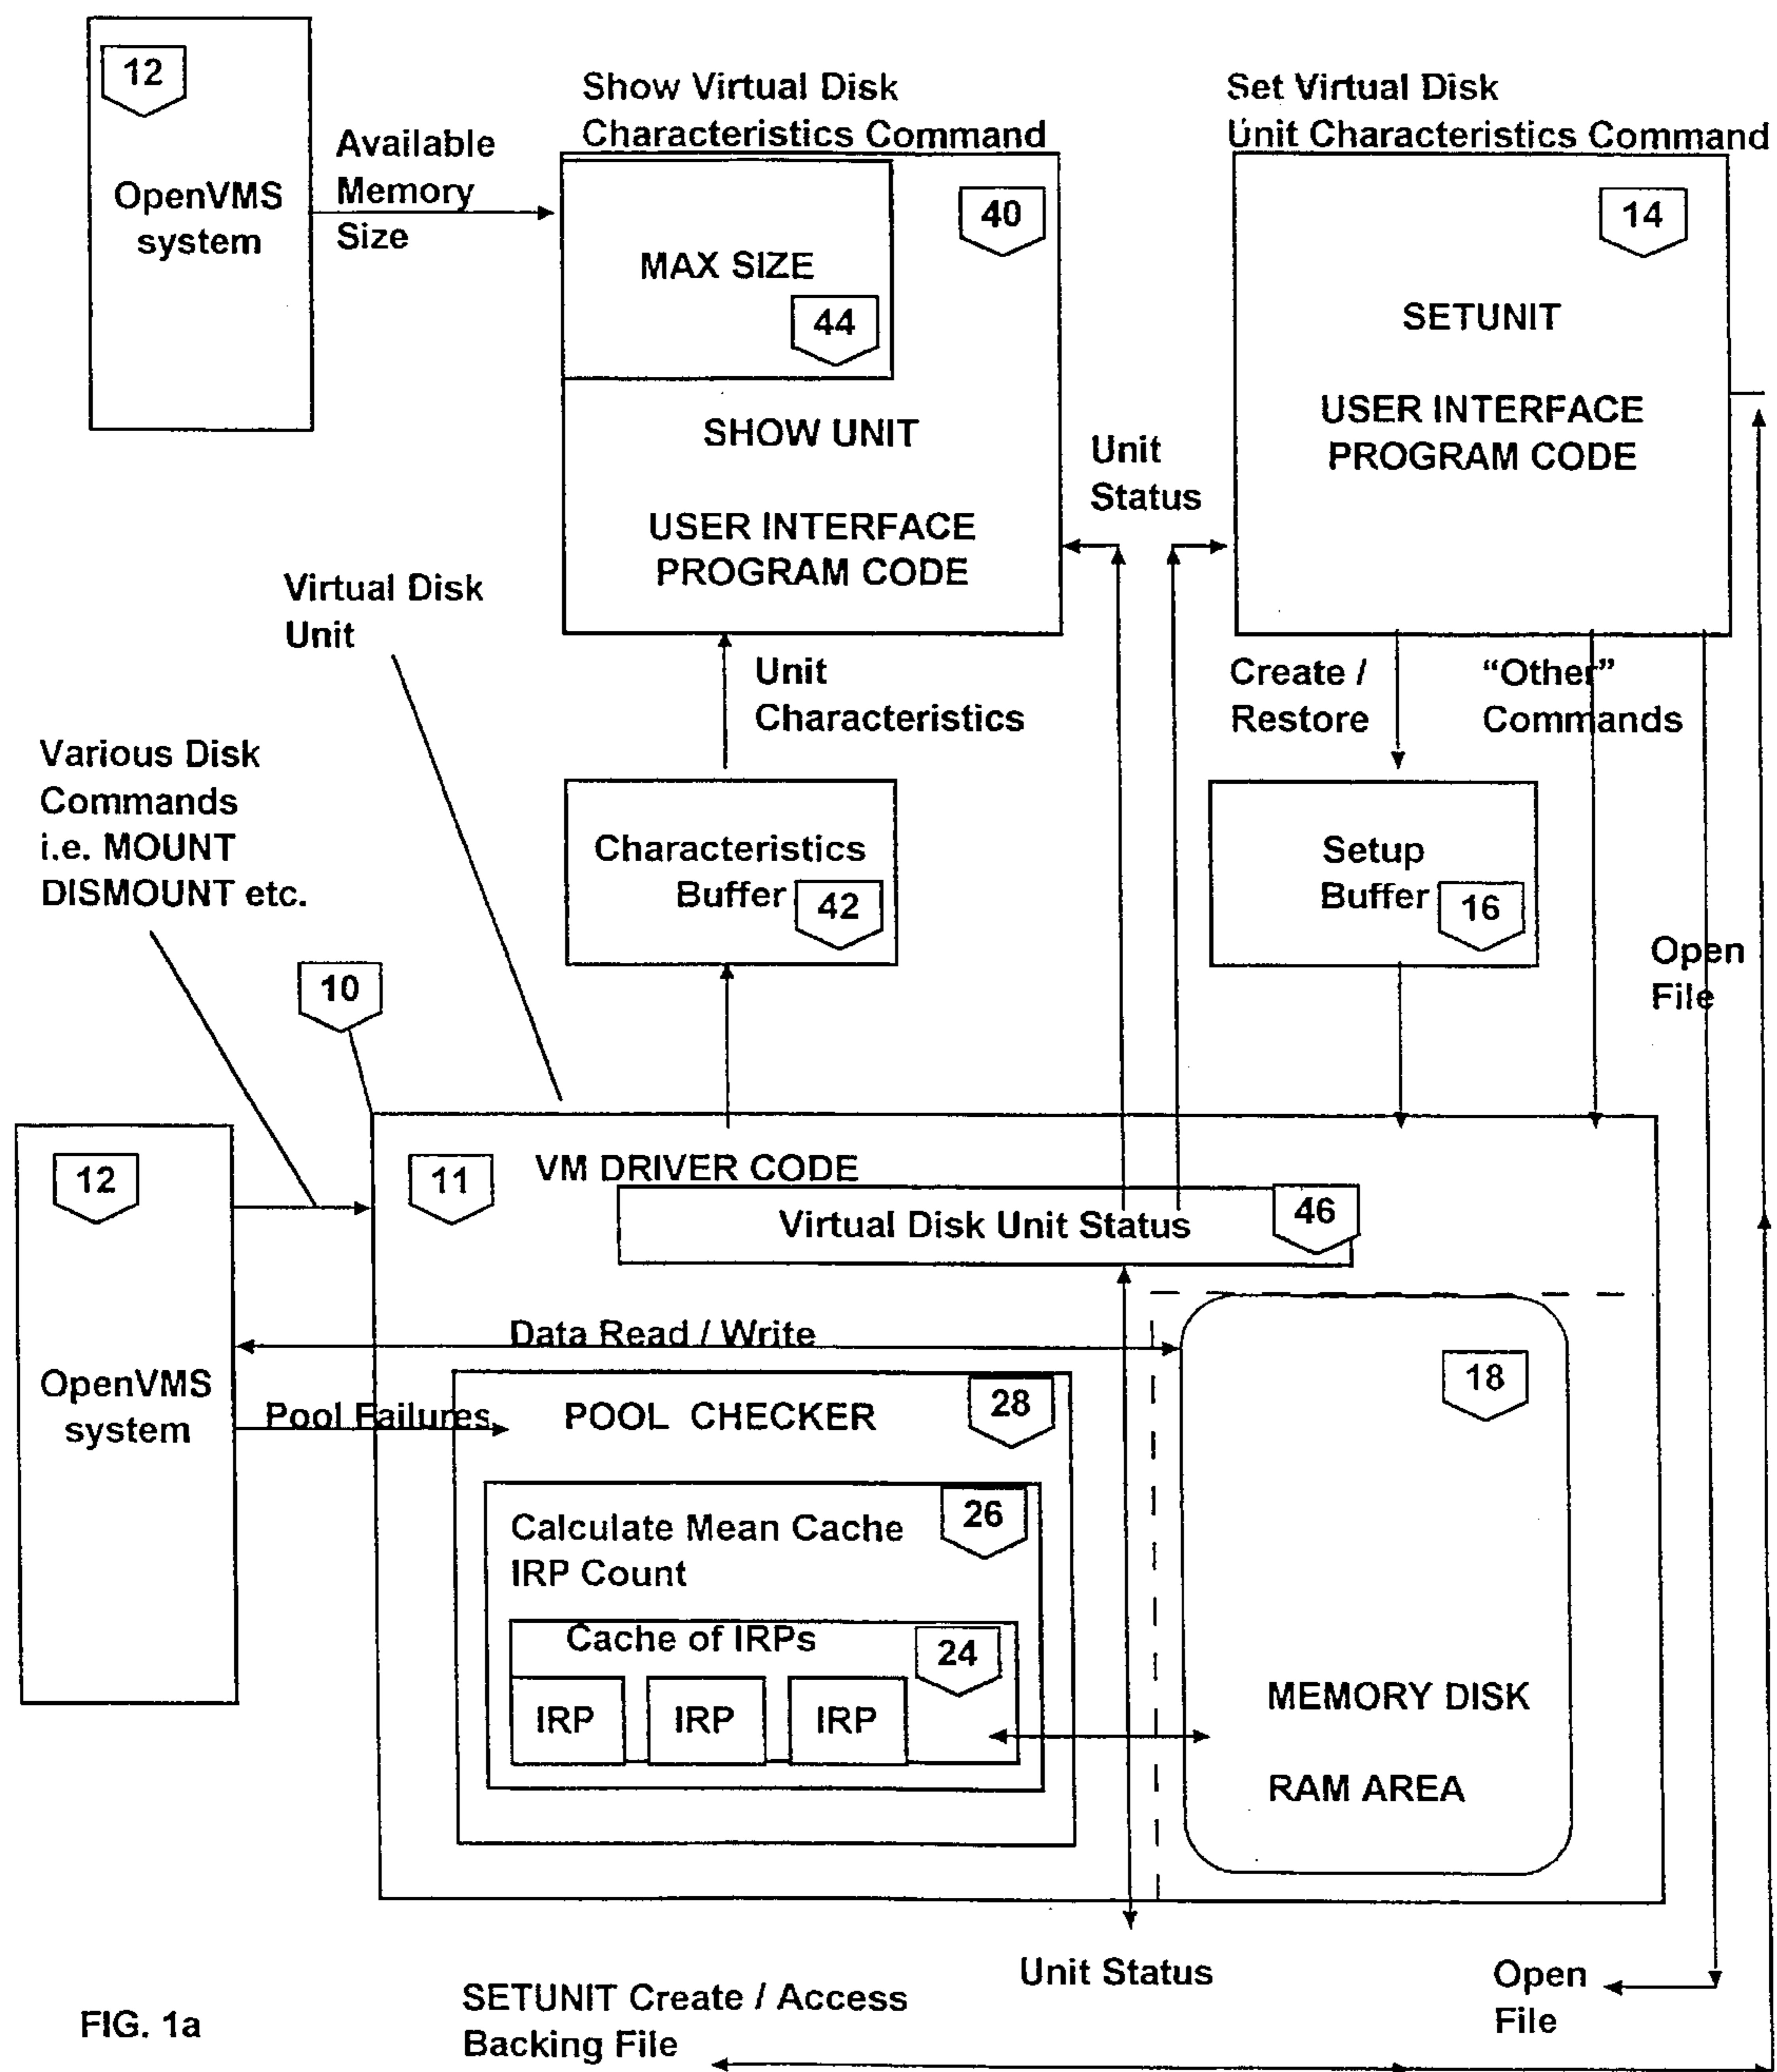 12
OpenVMS
system
Available
Memory
Size
Show Virtual Disk
Characteristics Command
40
MAX SIZE
44
SHOW UNIT
USER INTERFACE
PROGRAM CODE
Set Virtual Disk
Unit Characteristics Command
14
SETUNIT
USER INTERFACE
PROGRAM CODE
Unit
Status
Virtual Disk
Unit
Unit
Characteristics
Create /
Restore
“Other”
Commands
Various Disk
Commands
i.e. MOUNT
DISMOUNT etc.
Characteristics
Buffer
42
Setup
Buffer
16
Open
File
10
12
OpenVMS
system
11
VM DRIVER CODE
Virtual Disk Unit Status
46
Data Read / Write
Pool Failures
POOL CHECKER
28
Calculate Mean Cache
IRP Count
26
Cache of IRPs
24
IRP
IRP
IRP
18
MEMORY DISK
RAM AREA
Unit Status
Open
File
SETUNIT Create / Access
Backing File
FIG. 1a